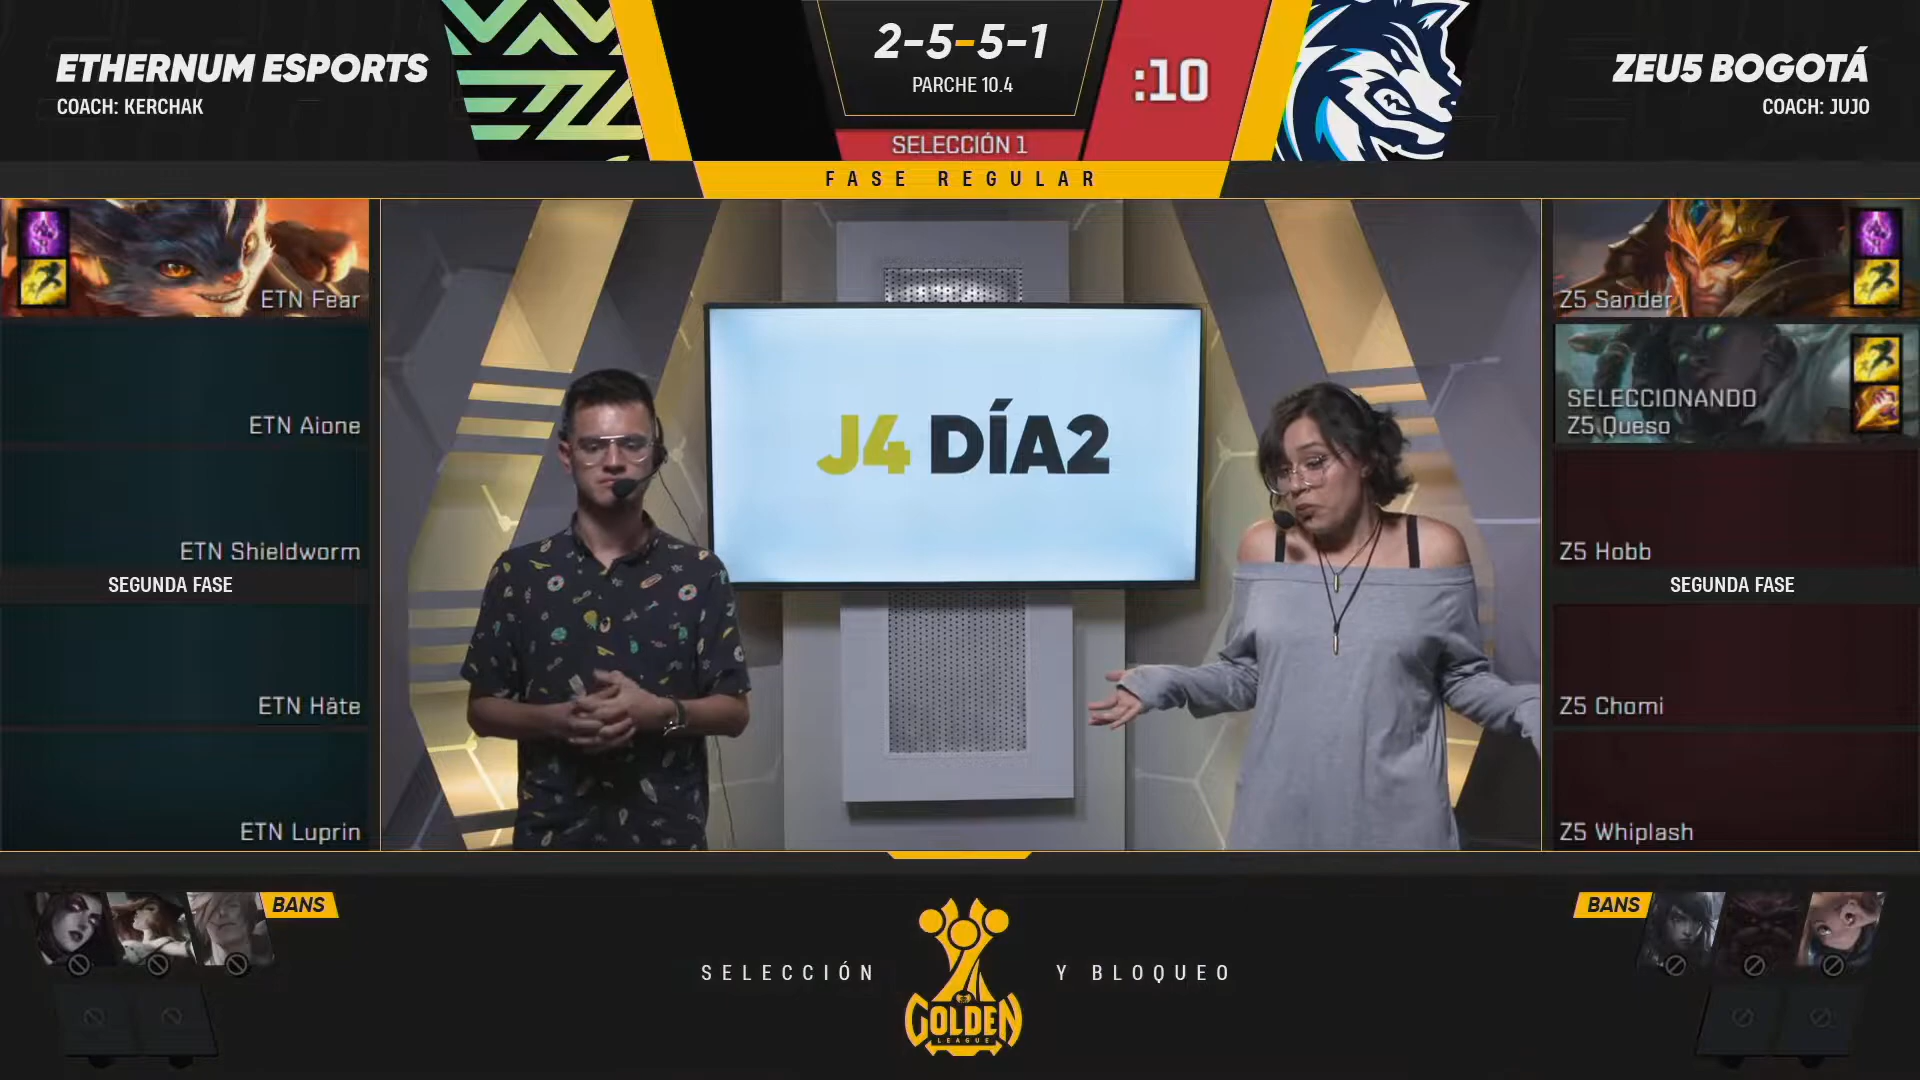 ETHERNUM ESPORTS
COACH: KERCHAK
2-5-5-1
PARCHE 10.4
SELECCIÓN 1
:10
ZEU5 BOGOTÁ
COACH: JUJO
FASE REGULAR
ETN Fear
ETN Aione
ETN Shieldworm
SEGUNDA FASE
ETN Hâte
ETN Luprin
J4 DÍA2
Z5 Sander
SELECCIONANDO
Z5 Queso
Z5 Hobb
SEGUNDA FASE
Z5 Chomi
Z5 Whiplash
BANS
BANS
SELECCIÓN
Y BLOQUEO
GOLDEN
LEAGUE